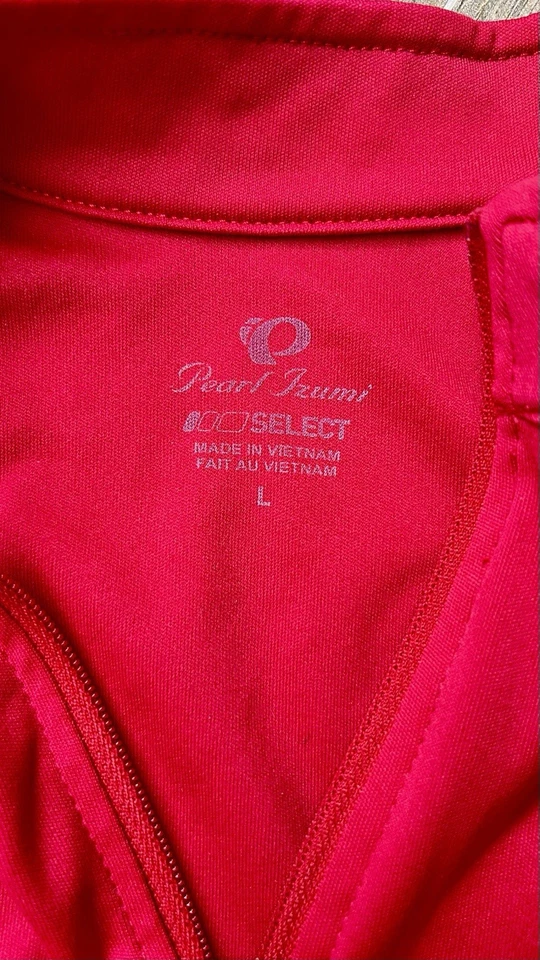 Pearl Izumi
SELECT
MADE IN VIETNAM
FAIT AU VIETNAM
L